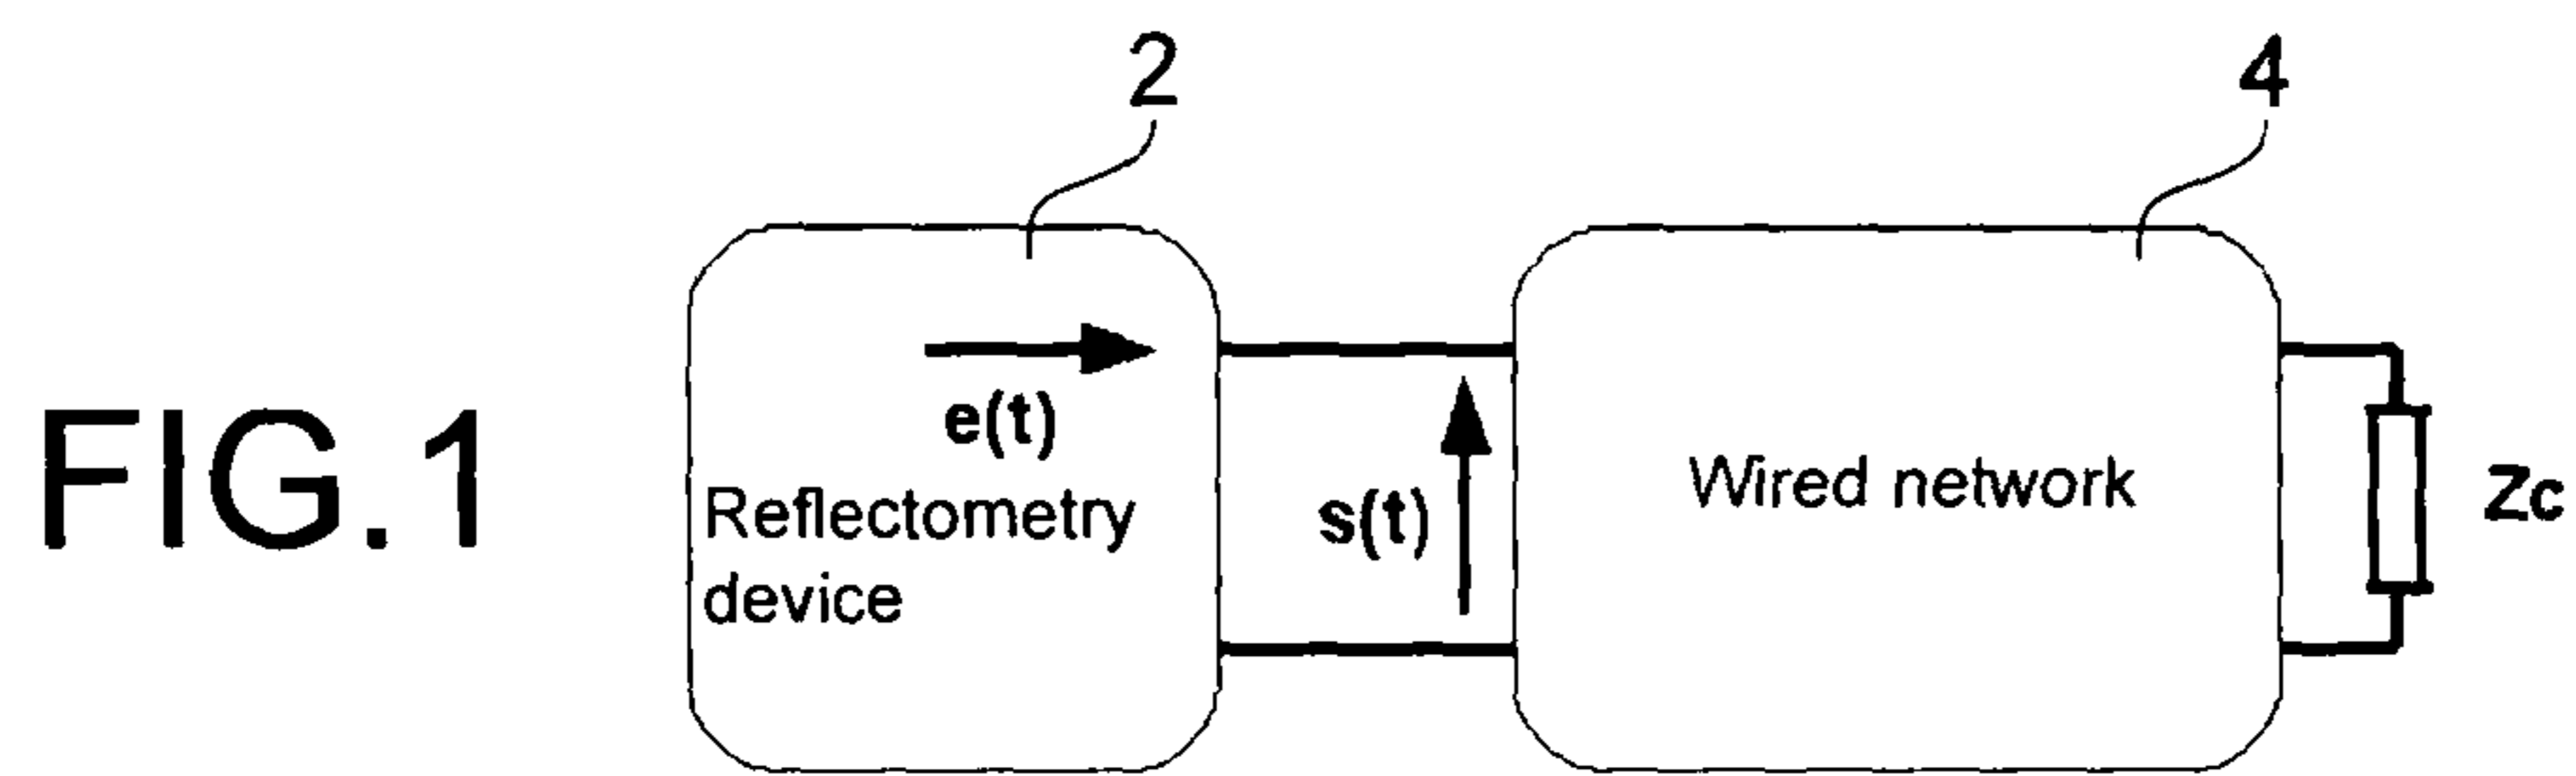 2
4
FIG.1
e(t)
Reflectometry
device
s(t)
Wired network
Zc